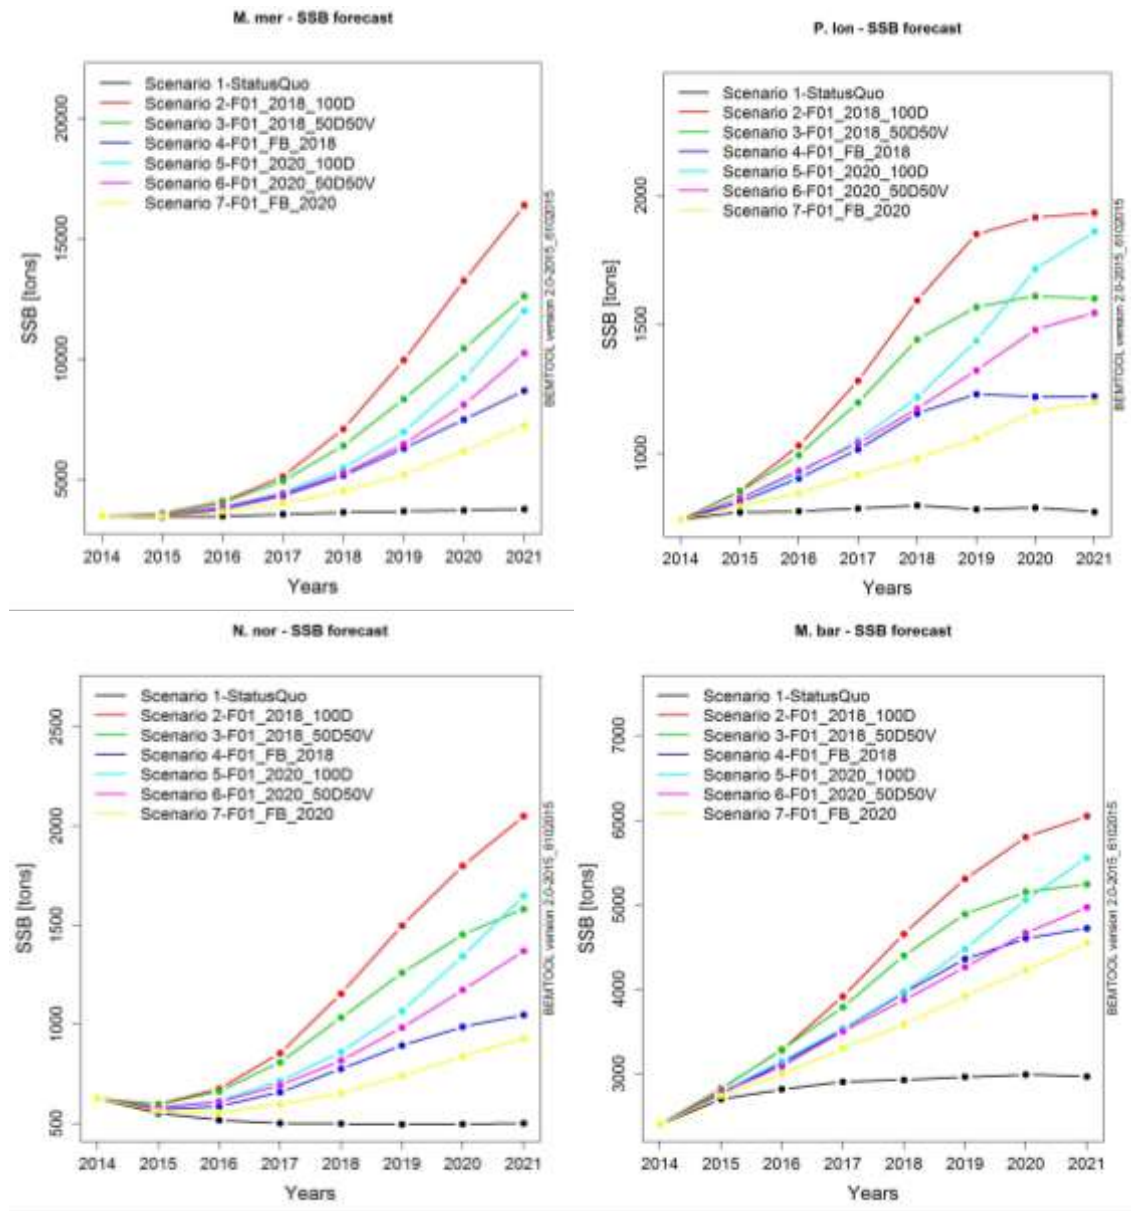 M. mer - SSB forecast
Scenario 1-StatusQuo
Scenario 2-F01_2018_100D
Scenario 3-F01_2018_50D50V
Scenario 4-F01_FB_2018
Scenario 5-F01_2020_100D
Scenario 6-F01_2020_50D50V
Scenario 7-F01_FB_2020
SSB [tons]
20000
15000
10000
5000
2014 2015 2016 2017 2018 2019 2020 2021
Years
BEMTOOL version 2.0-2015_6102015
P. lon - SSB forecast
Scenario 1-StatusQuo
Scenario 2-F01_2018_100D
Scenario 3-F01_2018_50D50V
Scenario 4-F01_FB_2018
Scenario 5-F01_2020_100D
Scenario 6-F01_2020_50D50V
Scenario 7-F01_FB_2020
SSB [tons]
2000
1500
1000
2014 2015 2016 2017 2018 2019 2020 2021
Years
BEMTOOL version 2.0-2015_6102015
N. nor - SSB forecast
Scenario 1-StatusQuo
Scenario 2-F01_2018_100D
Scenario 3-F01_2018_50D50V
Scenario 4-F01_FB_2018
Scenario 5-F01_2020_100D
Scenario 6-F01_2020_50D50V
Scenario 7-F01_FB_2020
SSB [tons]
2500
2000
1500
1000
500
2014 2015 2016 2017 2018 2019 2020 2021
Years
BEMTOOL version 2.0-2015_6102015
M. bar - SSB forecast
Scenario 1-StatusQuo
Scenario 2-F01_2018_100D
Scenario 3-F01_2018_50D50V
Scenario 4-F01_FB_2018
Scenario 5-F01_2020_100D
Scenario 6-F01_2020_50D50V
Scenario 7-F01_FB_2020
SSB [tons]
7000
6000
5000
4000
3000
2014 2015 2016 2017 2018 2019 2020 2021
Years
BEMTOOL version 2.0-2015_6102015